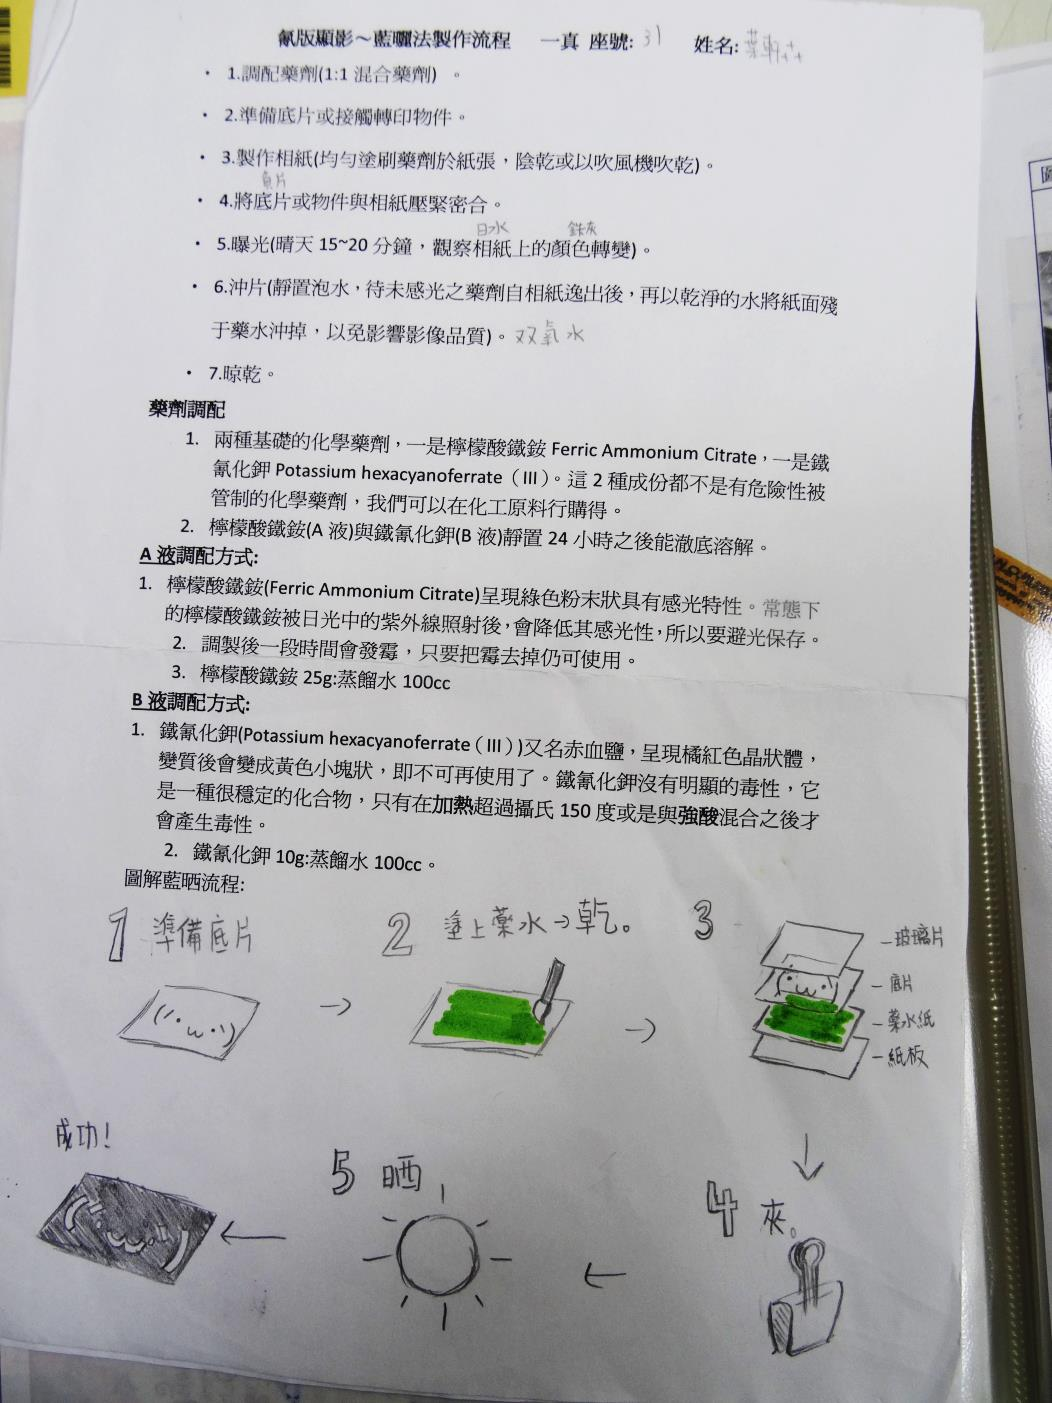 氰版顯影～藍曬法製作流程 一真 座號: 31 姓名: 葉軒
• 1.調配藥劑(1:1 混合藥劑) 。
• 2.準備底片或接觸轉印物件。
• 3.製作相紙(均勻塗刷藥劑於紙張，陰乾或以吹風機吹乾)。
負片
• 4.將底片或物件與相紙壓緊密合。
鉄灰
• 5.曝光(晴天 15~20 分鐘，觀察相紙上的顏色轉變)。
• 6.沖片(靜置泡水，待未感光之藥劑自相紙逸出後，再以乾淨的水將紙面殘
于藥水沖掉，以免影響影像品質)。双氧水
• 7.晾乾。
藥劑調配
1. 兩種基礎的化學藥劑，一是檸檬酸鐵銨 Ferric Ammonium Citrate，一是鐵
氰化鉀 Potassium hexacyanoferrate（III）。這 2 種成份都不是有危險性被
管制的化學藥劑，我們可以在化工原料行購得。
2. 檸檬酸鐵銨(A 液)與鐵氰化鉀(B 液)靜置 24 小時之後能澈底溶解。
A 液調配方式:
1. 檸檬酸鐵銨(Ferric Ammonium Citrate)呈現綠色粉末狀具有感光特性。常態下
的檸檬酸鐵銨被日光中的紫外線照射後，會降低其感光性，所以要避光保存。
2. 調製後一段時間會發霉，只要把霉去掉仍可使用。
3. 檸檬酸鐵銨 25g:蒸餾水 100cc
B 液調配方式:
1. 鐵氰化鉀(Potassium hexacyanoferrate（III）)又名赤血鹽，呈現橘紅色晶狀體，
變質後會變成黃色小塊狀，即不可再使用了。鐵氰化鉀沒有明顯的毒性，它
是一種很穩定的化合物，只有在加熱超過攝氏 150 度或是與強酸混合之後才
會產生毒性。
2. 鐵氰化鉀 10g:蒸餾水 100cc。
圖解藍晒流程:
1 準備底片
2 塗上藥水→乾。
3
—玻璃片
—底片
—藥水紙
—紙板
4 夾。
5 晒
成功!